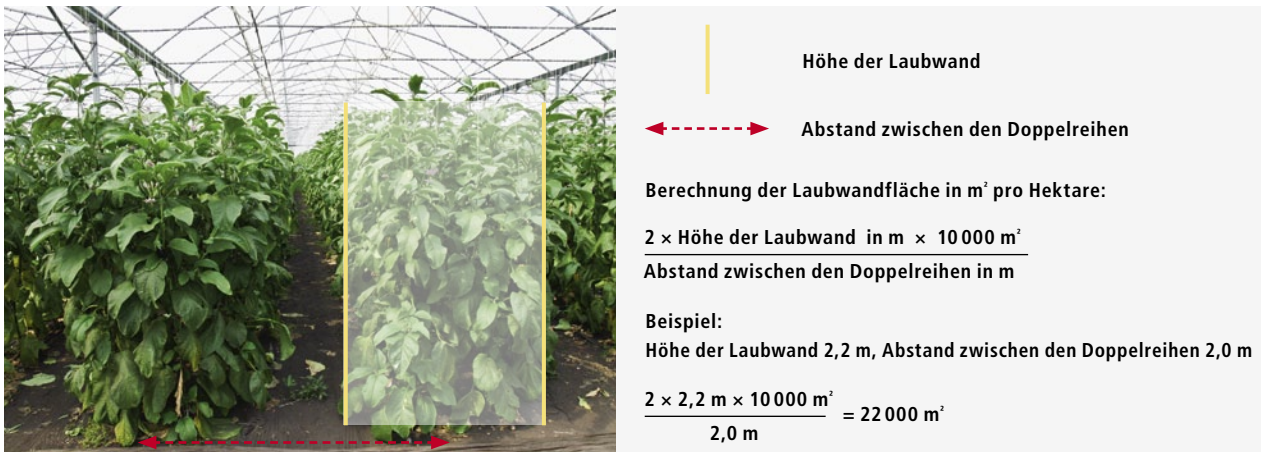 Höhe der Laubwand
Abstand zwischen den Doppelreihen
Berechnung der Laubwandfläche in m² pro Hektare:
2 × Höhe der Laubwand in m × 10 000 m²
Abstand zwischen den Doppelreihen in m
Beispiel:
Höhe der Laubwand 2,2 m, Abstand zwischen den Doppelreihen 2,0 m
2 × 2,2 m × 10 000 m² = 22 000 m²
2,0 m